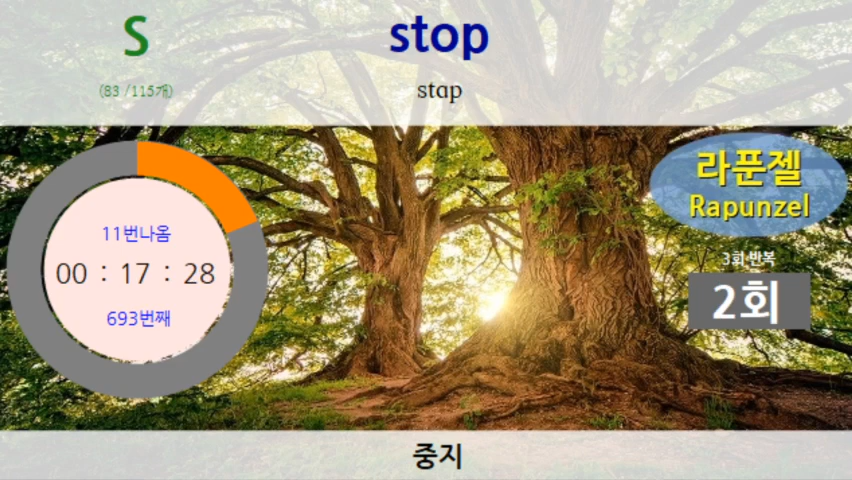 S
(83 /115개)
stop
stap
11번나옴
00 : 17 : 28
693번째
라푼젤
Rapunzel
3회 반복
2회
중지